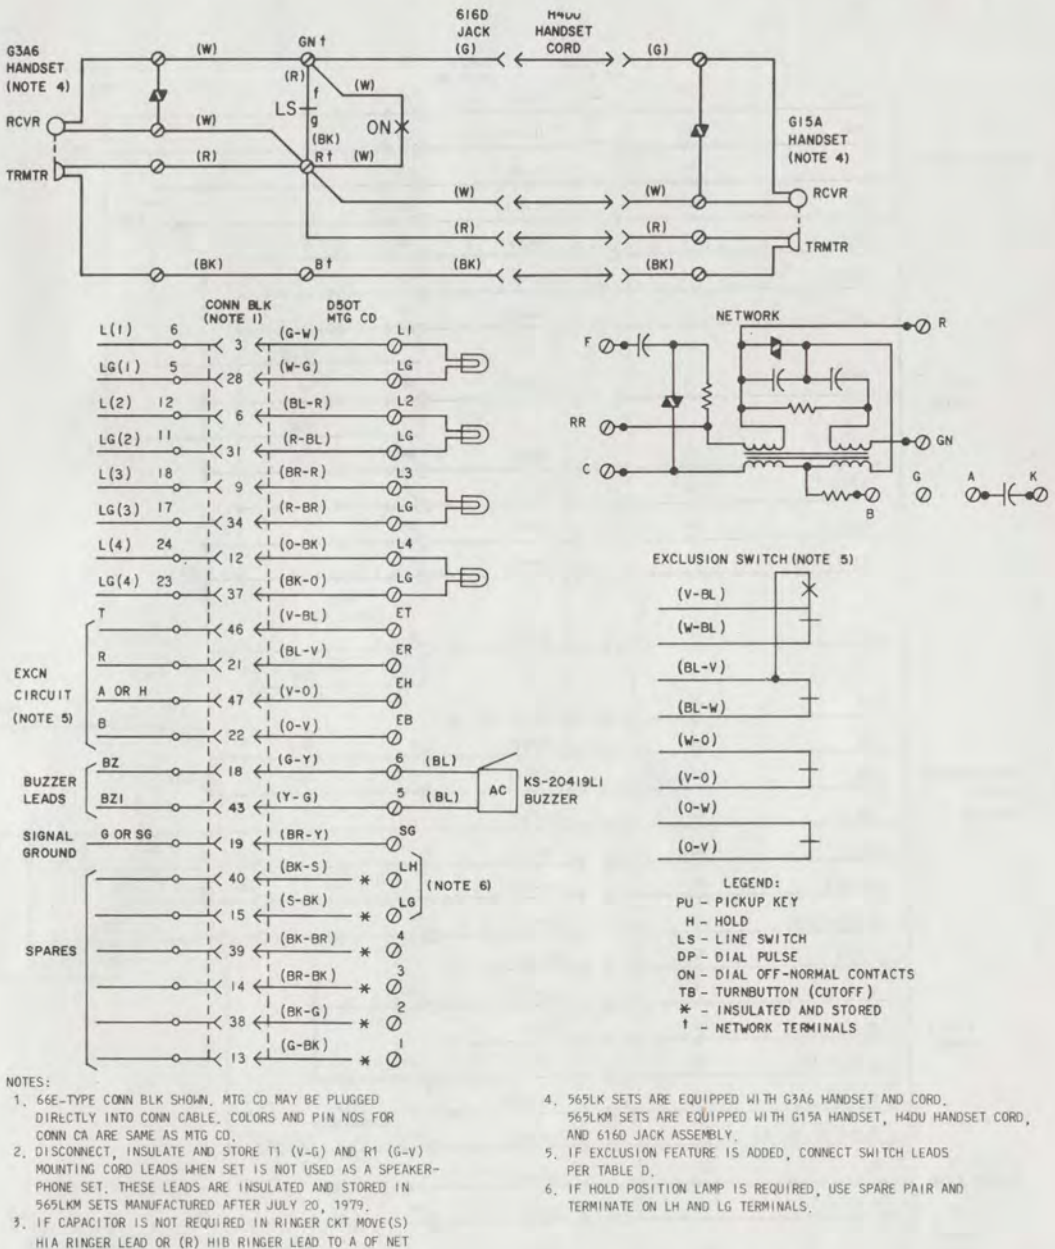 616D
JACK
(G)
H4DU
HANDSET
CORD
G3A6
HANDSET
(NOTE 4)
(W)
GN †
(G)
(R)
(W)
f
LS
g
ON
RCVR
(W)
(BK)
G15A
HANDSET
(NOTE 4)
(R)
R†
(W)
TRMTR
(W)
(W)
RCVR
(R)
(R)
TRMTR
(BK)
B†
(BK)
(BK)
CONN BLK
(NOTE 1)
D50T
MTG CD
L(1) 6 3 (G-W) L1
LG(1) 5 28 (W-G) LG
L(2) 12 6 (BL-R) L2
LG(2) 11 31 (R-BL) LG
L(3) 18 9 (BR-R) L3
LG(3) 17 34 (R-BR) LG
L(4) 24 12 (O-BK) L4
LG(4) 23 37 (BK-O) LG
EXCN
CIRCUIT
(NOTE 5)
T 46 (V-BL) ET
R 21 (BL-V) ER
A OR H 47 (V-O) EH
B 22 (O-V) EB
BUZZER
LEADS
BZ 18 (G-Y) 6 (BL)
BZ1 43 (Y-G) 5 (BL)
AC
KS-20419L1
BUZZER
SIGNAL
GROUND
G OR SG 19 (BR-Y) SG
SPARES
40 (BK-S) * LH
15 (S-BK) * LG
(NOTE 6)
39 (BK-BR) * 4
14 (BR-BK) * 3
38 (BK-G) * 2
13 (G-BK) * 1
NETWORK
R
F
RR
GN
C
G
A
K
B
EXCLUSION SWITCH (NOTE 5)
(V-BL)
(W-BL)
(BL-V)
(BL-W)
(W-O)
(V-O)
(O-W)
(O-V)
LEGEND:
PU - PICKUP KEY
H - HOLD
LS - LINE SWITCH
DP - DIAL PULSE
ON - DIAL OFF-NORMAL CONTACTS
TB - TURNBUTTON (CUTOFF)
* - INSULATED AND STORED
† - NETWORK TERMINALS
NOTES:
1. 66E-TYPE CONN BLK SHOWN. MTG CD MAY BE PLUGGED
DIRECTLY INTO CONN CABLE. COLORS AND PIN NOS FOR
CONN CA ARE SAME AS MTG CD.
2. DISCONNECT, INSULATE AND STORE T1 (V-G) AND R1 (G-V)
MOUNTING CORD LEADS WHEN SET IS NOT USED AS A SPEAKER-
PHONE SET. THESE LEADS ARE INSULATED AND STORED IN
565LKM SETS MANUFACTURED AFTER JULY 20, 1979.
3. IF CAPACITOR IS NOT REQUIRED IN RINGER CKT MOVE(S)
HIA RINGER LEAD OR (R) HIB RINGER LEAD TO A OF NET
4. 565LK SETS ARE EQUIPPED WITH G3A6 HANDSET AND CORD.
565LKM SETS ARE EQUIPPED WITH G15A HANDSET, H4DU HANDSET CORD,
AND 616D JACK ASSEMBLY.
5. IF EXCLUSION FEATURE IS ADDED, CONNECT SWITCH LEADS
PER TABLE D.
6. IF HOLD POSITION LAMP IS REQUIRED, USE SPARE PAIR AND
TERMINATE ON LH AND LG TERMINALS.